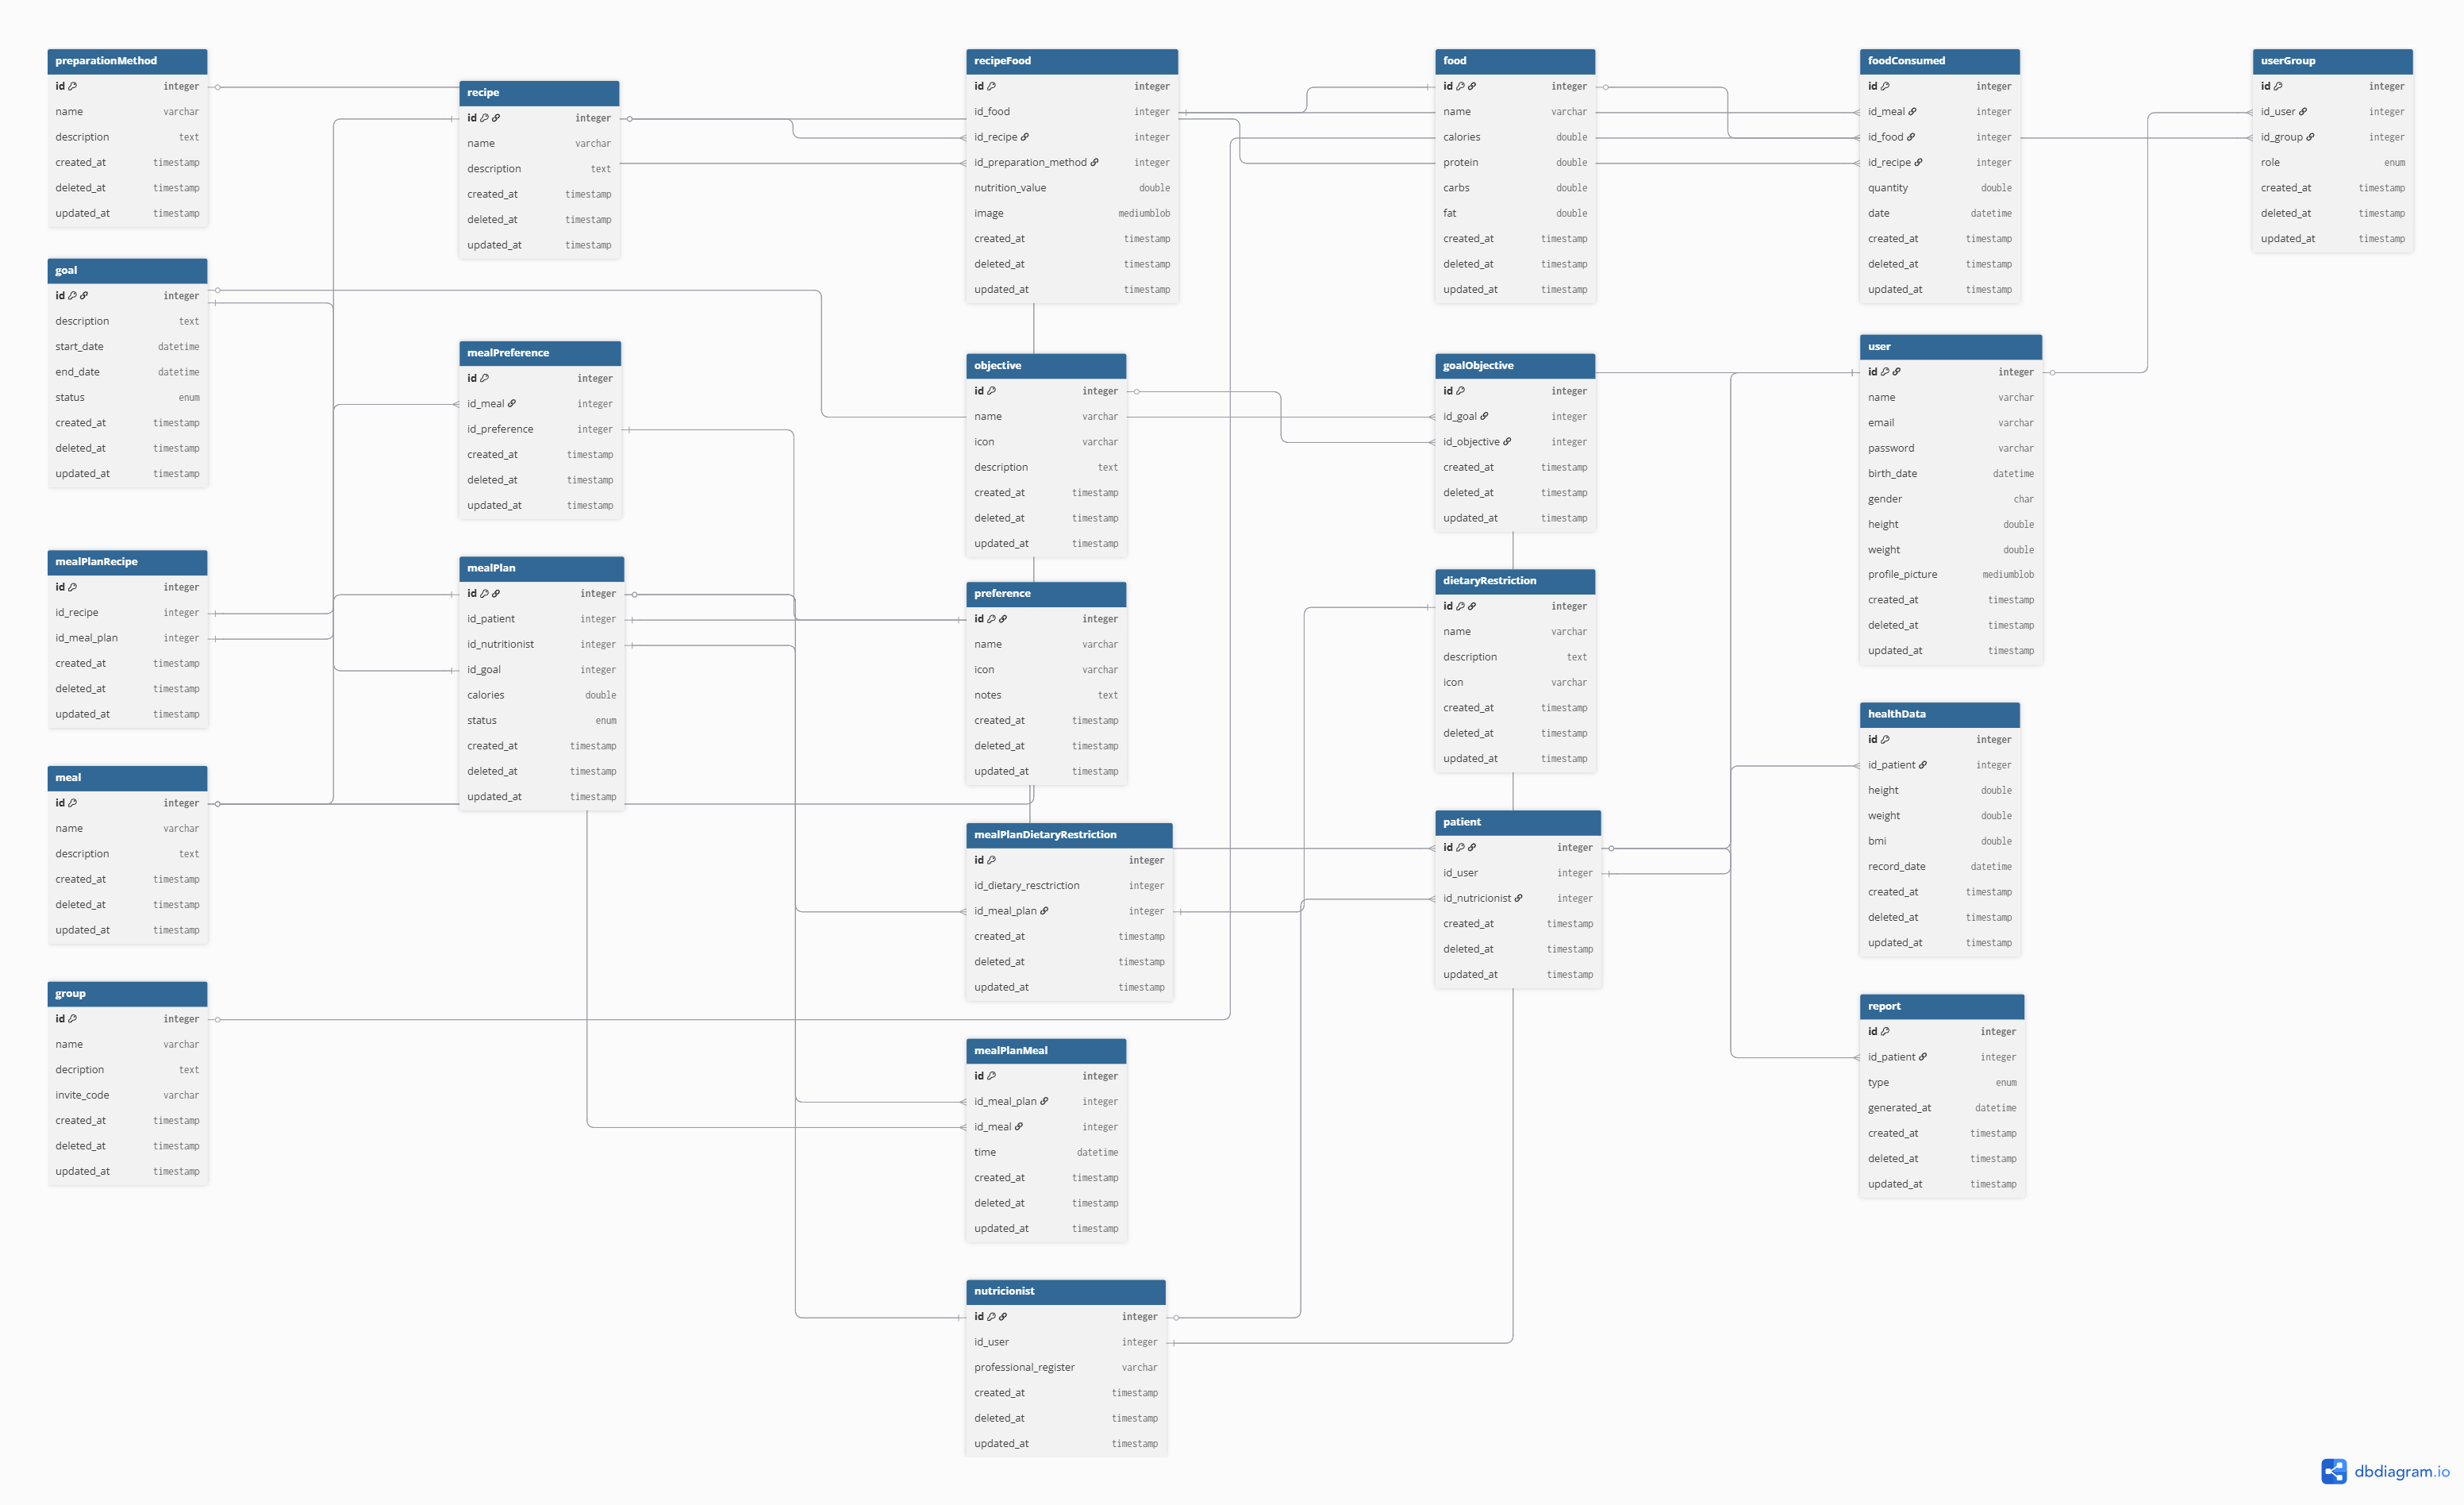 preparationMethod
id integer
name varchar
description text
created_at timestamp
deleted_at timestamp
updated_at timestamp
goal
id integer
description text
start_date datetime
end_date datetime
status enum
created_at timestamp
deleted_at timestamp
updated_at timestamp
mealPlanRecipe
id integer
id_recipe integer
id_meal_plan integer
created_at timestamp
deleted_at timestamp
updated_at timestamp
meal
id integer
name varchar
description text
created_at timestamp
deleted_at timestamp
updated_at timestamp
group
id integer
name varchar
decription text
invite_code varchar
created_at timestamp
deleted_at timestamp
updated_at timestamp
recipe
id integer
name varchar
description text
created_at timestamp
deleted_at timestamp
updated_at timestamp
mealPreference
id integer
id_meal integer
id_preference integer
created_at timestamp
deleted_at timestamp
updated_at timestamp
mealPlan
id integer
id_patient integer
id_nutritionist integer
id_goal integer
calories double
status enum
created_at timestamp
deleted_at timestamp
updated_at timestamp
recipeFood
id integer
id_food integer
id_recipe integer
id_preparation_method integer
nutrition_value double
image mediumblob
created_at timestamp
deleted_at timestamp
updated_at timestamp
objective
id integer
name varchar
icon varchar
description text
created_at timestamp
deleted_at timestamp
updated_at timestamp
preference
id integer
name varchar
icon varchar
notes text
created_at timestamp
deleted_at timestamp
updated_at timestamp
mealPlanDietaryRestriction
id integer
id_dietary_resctriction integer
id_meal_plan integer
created_at timestamp
deleted_at timestamp
updated_at timestamp
mealPlanMeal
id integer
id_meal_plan integer
id_meal integer
time datetime
created_at timestamp
deleted_at timestamp
updated_at timestamp
nutricionist
id integer
id_user integer
professional_register varchar
created_at timestamp
deleted_at timestamp
updated_at timestamp
food
id integer
name varchar
calories double
protein double
carbs double
fat double
created_at timestamp
deleted_at timestamp
updated_at timestamp
goalObjective
id integer
id_goal integer
id_objective integer
created_at timestamp
deleted_at timestamp
updated_at timestamp
dietaryRestriction
id integer
name varchar
description text
icon varchar
created_at timestamp
deleted_at timestamp
updated_at timestamp
patient
id integer
id_user integer
id_nutricionist integer
created_at timestamp
deleted_at timestamp
updated_at timestamp
foodConsumed
id integer
id_meal integer
id_food integer
id_recipe integer
quantity double
date datetime
created_at timestamp
deleted_at timestamp
updated_at timestamp
user
id integer
name varchar
email varchar
password varchar
birth_date datetime
gender char
height double
weight double
profile_picture mediumblob
created_at timestamp
deleted_at timestamp
updated_at timestamp
healthData
id integer
id_patient integer
height double
weight double
bmi double
record_date datetime
created_at timestamp
deleted_at timestamp
updated_at timestamp
report
id integer
id_patient integer
type enum
generated_at datetime
created_at timestamp
deleted_at timestamp
updated_at timestamp
userGroup
id integer
id_user integer
id_group integer
role enum
created_at timestamp
deleted_at timestamp
updated_at timestamp
dbdiagram.io